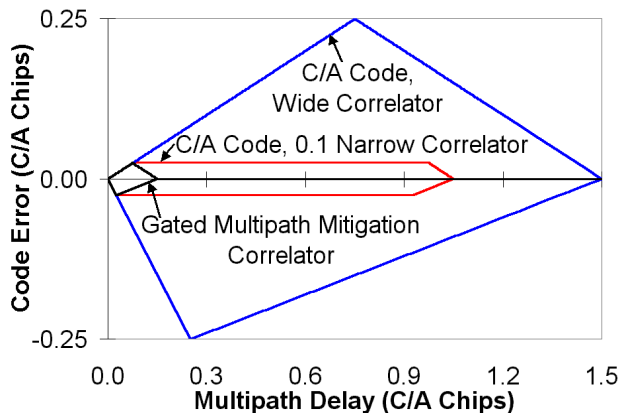 Code Error (C/A Chips)
0.25
0.00
-0.25
C/A Code,
Wide Correlator
C/A Code, 0.1 Narrow Correlator
Gated Multipath Mitigation
Correlator
0.0 0.3 0.6 0.9 1.2 1.5
Multipath Delay (C/A Chips)